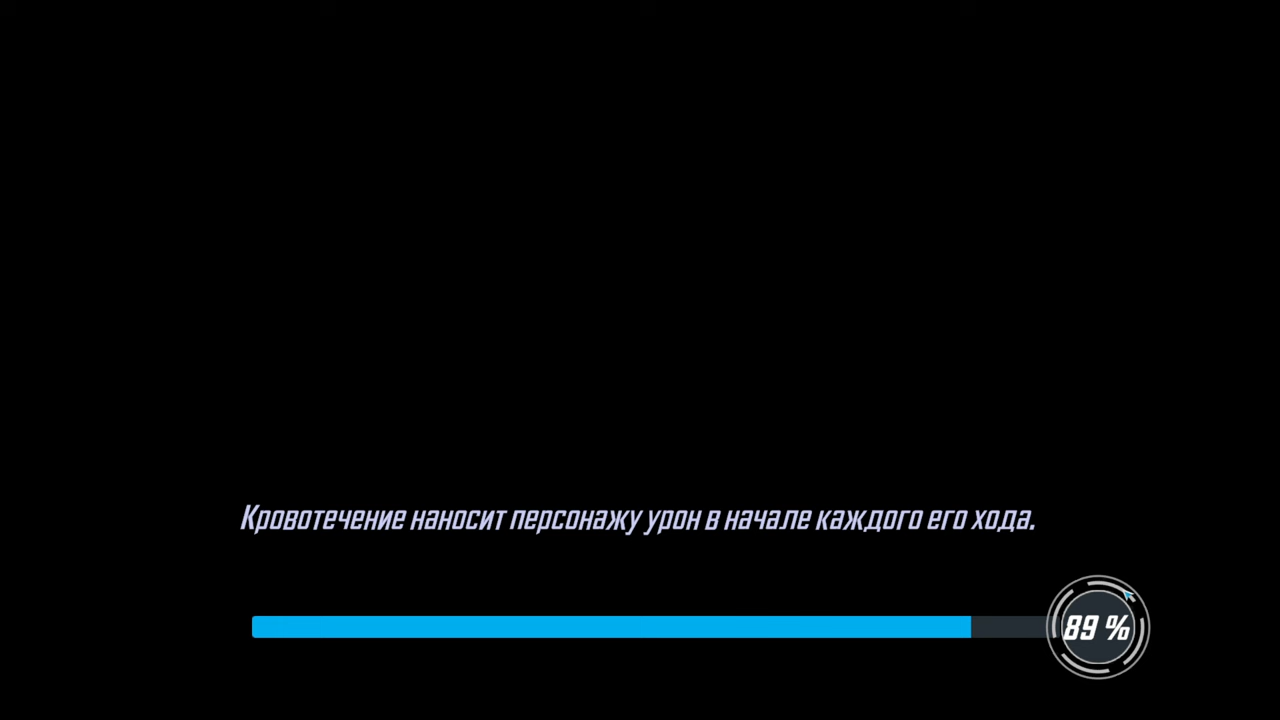 Кровотечение наносит персонажу урон в начале каждого его хода.
89 %